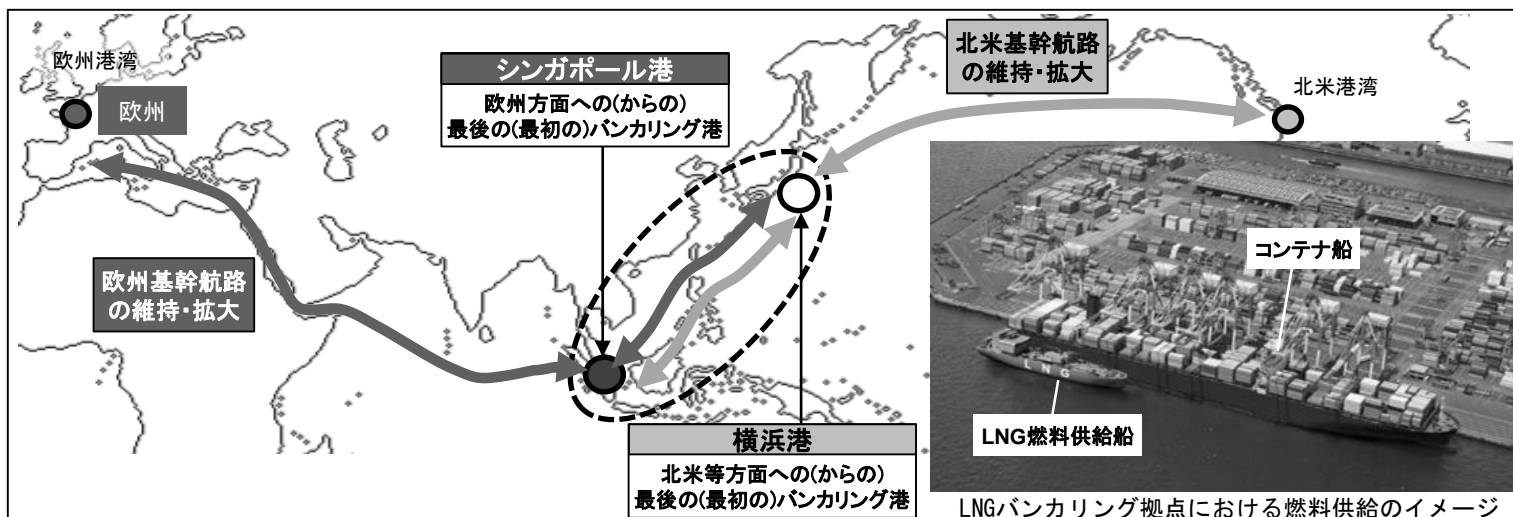 欧州港湾
欧州
シンガポール港
欧州方面への(からの)
最後の(最初の)バンカリング港
北米基幹航路
の維持・拡大
北米港湾
欧州基幹航路
の維持・拡大
コンテナ船
LNG
LNG燃料供給船
横浜港
北米等方面への(からの)
最後の(最初の)バンカリング港
LNGバンカリング拠点における燃料供給のイメージ